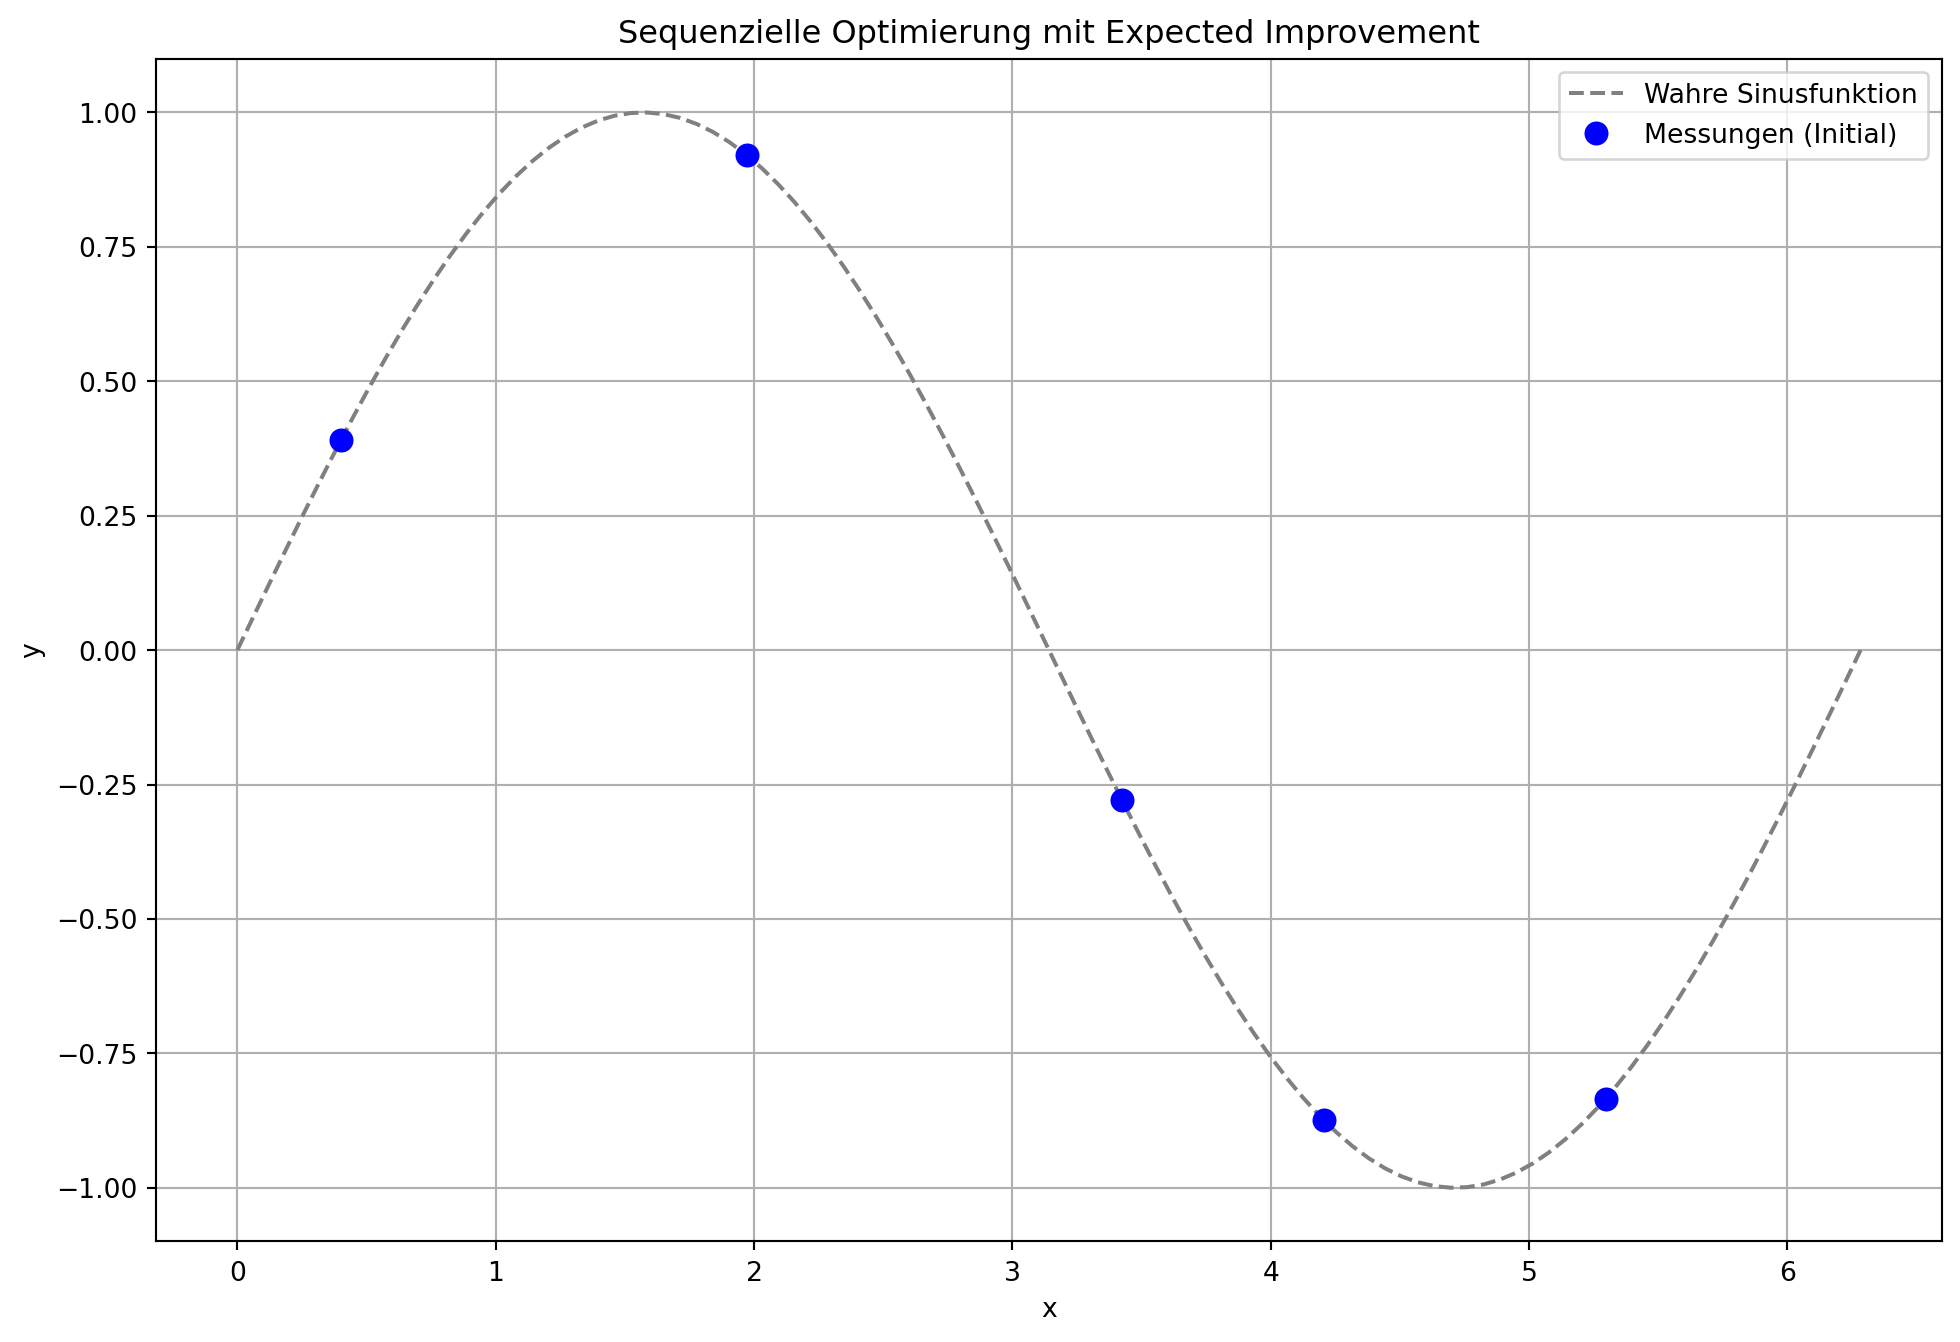 Sequenzielle Optimierung mit Expected Improvement
Wahre Sinusfunktion
Messungen (Initial)
1.00
0.75
0.50
0.25
0.00
−0.25
−0.50
−0.75
−1.00
y
0 1 2 3 4 5 6
x